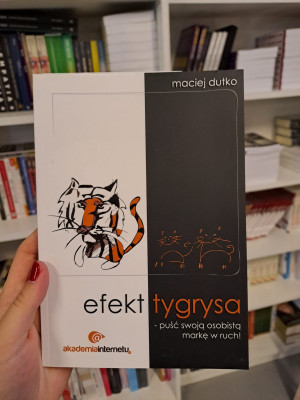 maciej dutko
efekt tygrysa
- puść swoją osobistą
markę w ruch!
akademiainternetu